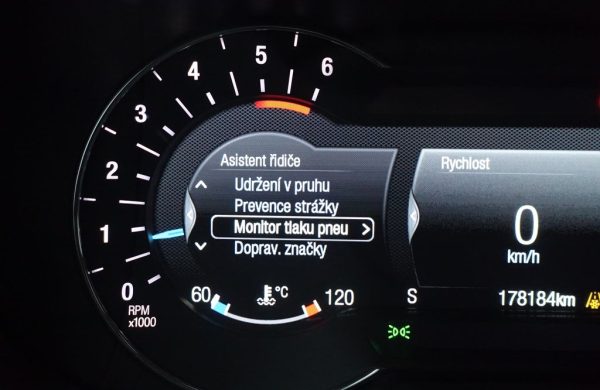 6
5
4
3
2
1
0
RPM
x1000
Asistent řidiče
Udržení v pruhu
Prevence strážky
Monitor tlaku pneu
Doprav. značky
60 °C 120
Rychlost
0
km/h
S 178184km